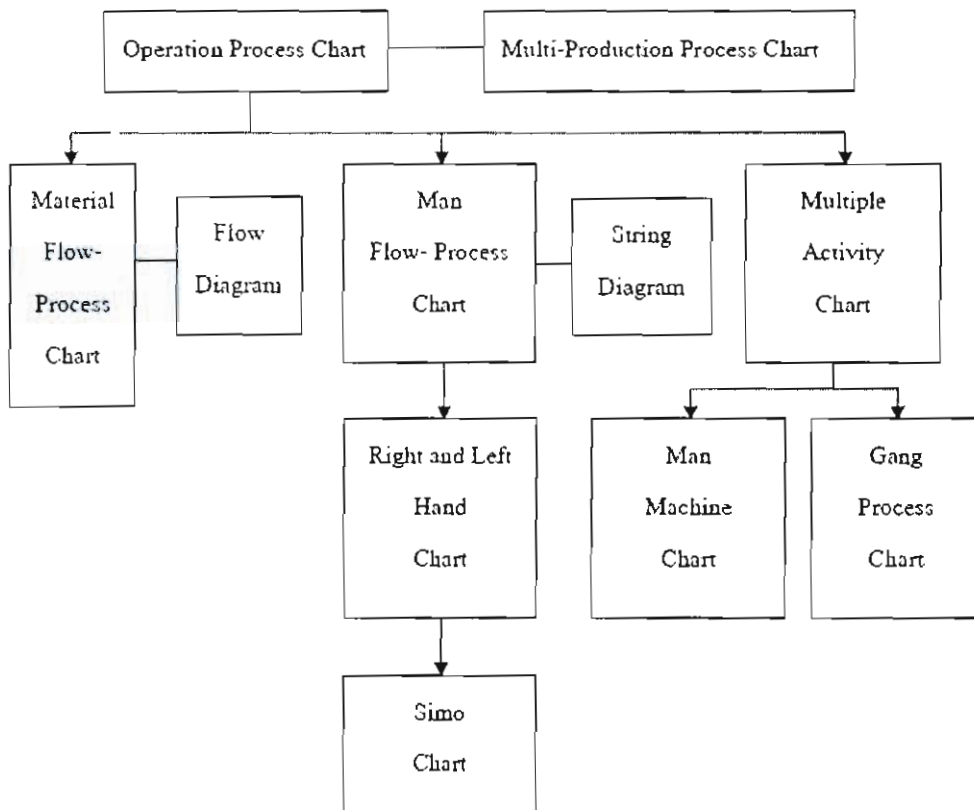 Operation Process Chart
Multi-Production Process Chart
Material
Flow-
Process
Chart
Flow
Diagram
Man
Flow- Process
Chart
String
Diagram
Multiple
Activity
Chart
Right and Left
Hand
Chart
Man
Machine
Chart
Gang
Process
Chart
Simo
Chart